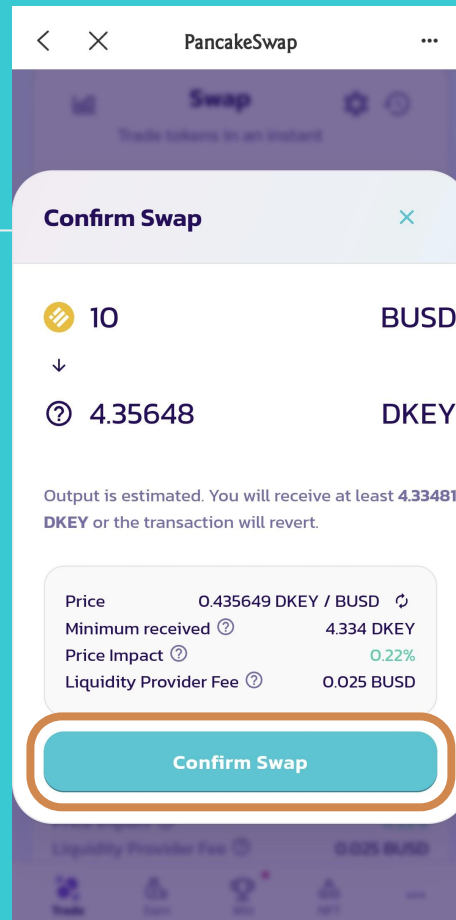 PancakeSwap
Swap
Trade tokens in an instant
Confirm Swap
10 BUSD
4.35648 DKEY
Output is estimated. You will receive at least 4.33481
DKEY or the transaction will revert.
Price 0.435649 DKEY / BUSD
Minimum received 4.334 DKEY
Price Impact 0.22%
Liquidity Provider Fee 0.025 BUSD
Confirm Swap
Liquidity Provider Fee 0.025 BUSD
Trade Earn Win NFT